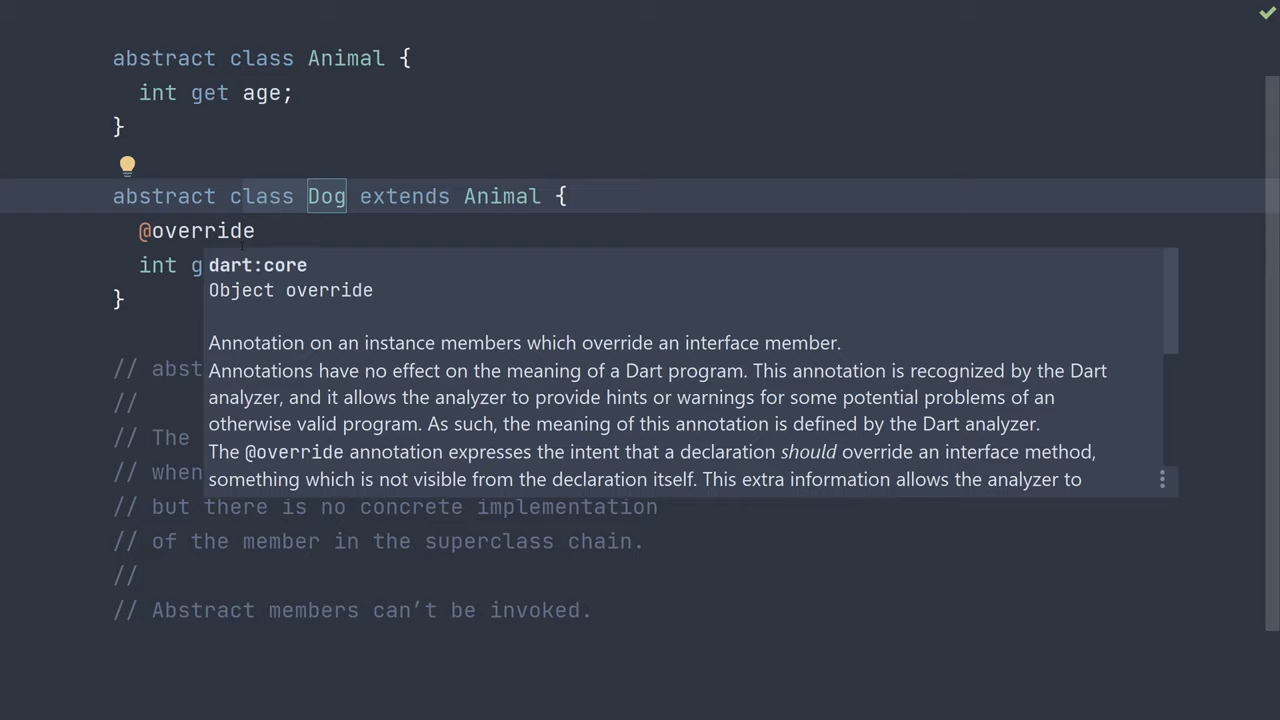 abstract class Animal {
int get age;
}
abstract class Dog extends Animal {
@override
int g
}
dart:core
Object override
Annotation on an instance members which override an interface member.
Annotations have no effect on the meaning of a Dart program. This annotation is recognized by the Dart
analyzer, and it allows the analyzer to provide hints or warnings for some potential problems of an
otherwise valid program. As such, the meaning of this annotation is defined by the Dart analyzer.
The @override annotation expresses the intent that a declaration should override an interface method,
something which is not visible from the declaration itself. This extra information allows the analyzer to
// abst
//
// The
// when
// but there is no concrete implementation
// of the member in the superclass chain.
//
// Abstract members can’t be invoked.